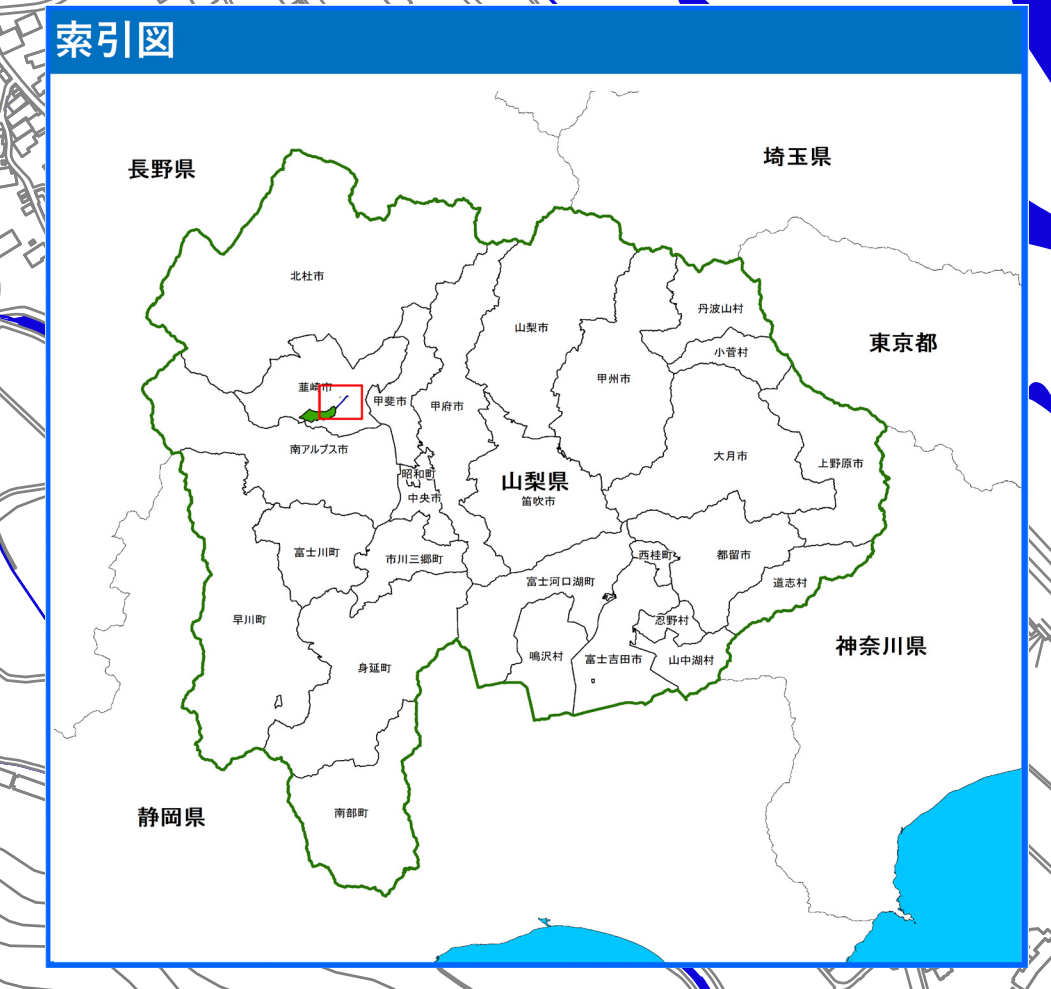 索引図
長野県
埼玉県
北杜市
丹波山村
山梨市
東京都
小菅村
甲州市
韮崎市
甲斐市
甲府市
南アルプス市
大月市
上野原市
昭和町
山梨県
中央市
笛吹市
富士川町
市川三郷町
西桂町
都留市
富士河口湖町
道志村
早川町
忍野村
神奈川県
鳴沢村
富士吉田市
山中湖村
身延町
静岡県
南部町